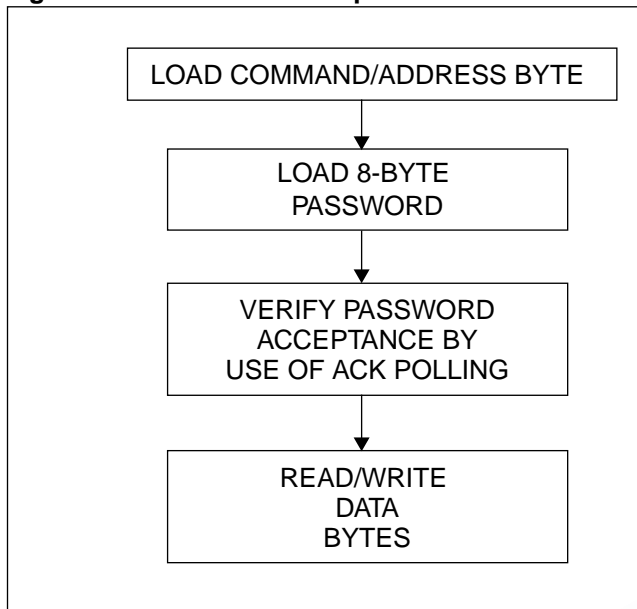 LOAD COMMAND/ADDRESS BYTE
LOAD 8-BYTE
PASSWORD
VERIFY PASSWORD
ACCEPTANCE BY
USE OF ACK POLLING
READ/WRITE
DATA
BYTES